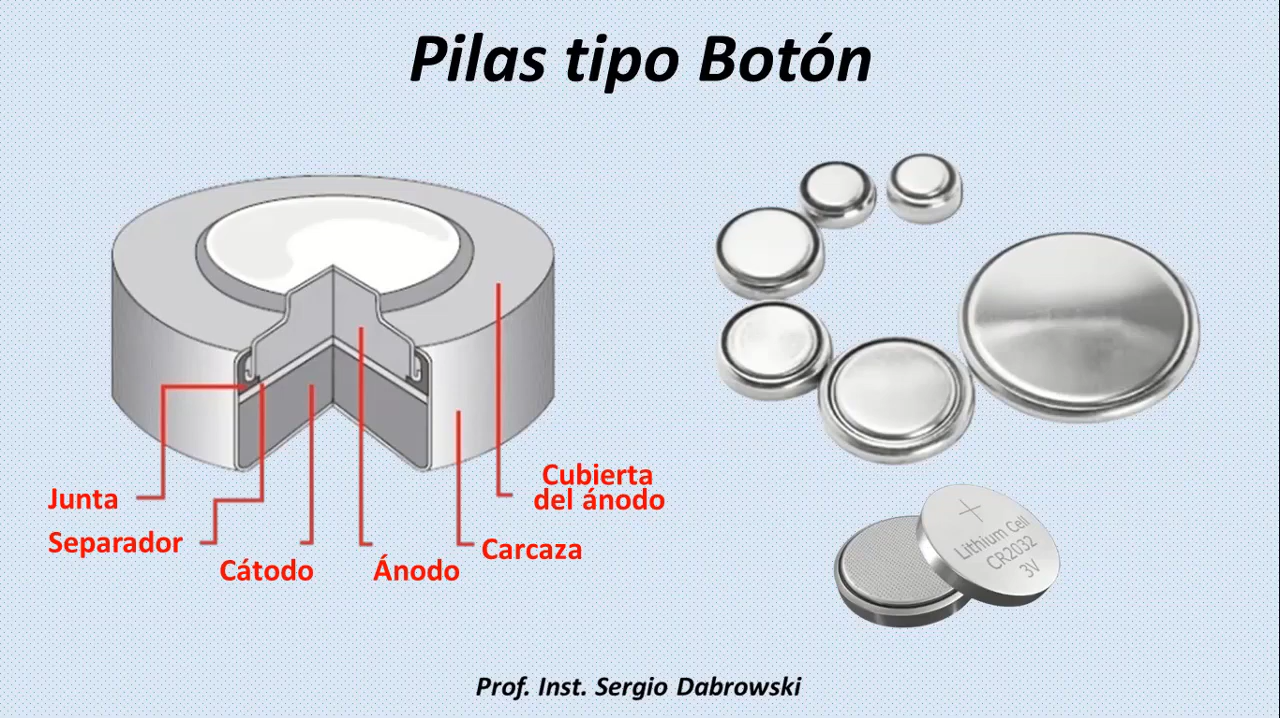 Pilas tipo Botón
Junta
Separador
Cátodo
Ánodo
Carcaza
Cubierta
del ánodo
Lithium Cell
CR2032
3V
Prof. Inst. Sergio Dabrowski